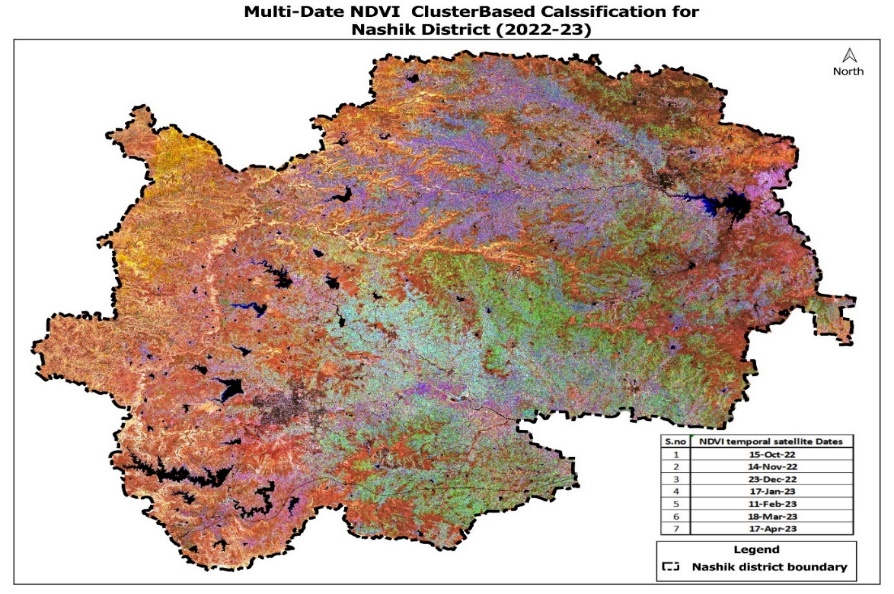 Multi-Date NDVI ClusterBased Calssification for
Nashik District (2022-23)
North
S.no NDVI temporal satellite Dates
1 15-Oct-22
2 14-Nov-22
3 23-Dec-22
4 17-Jan-23
5 11-Feb-23
6 18-Mar-23
7 17-Apr-23
Legend
Nashik district boundary